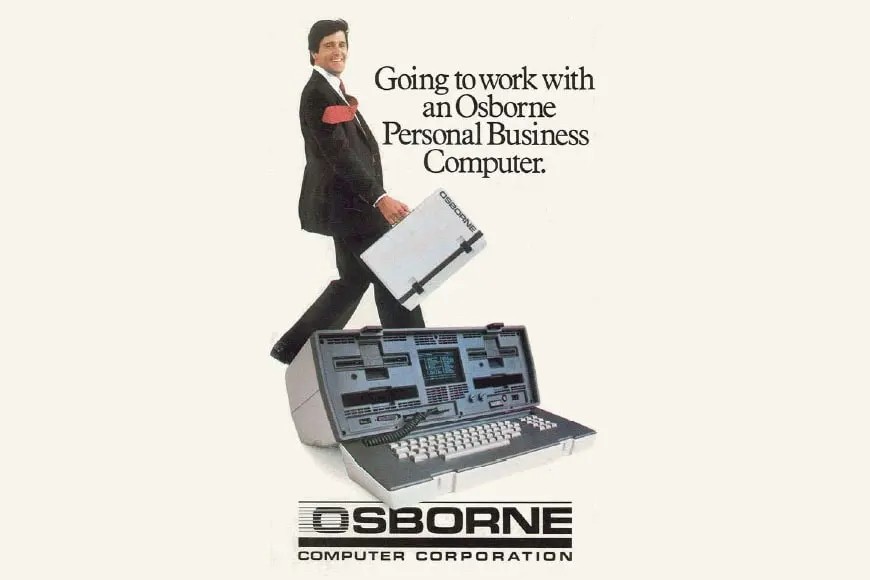 Going to work with
an Osborne
Personal Business
Computer.
OSBORNE
OSBORNE
COMPUTER CORPORATION